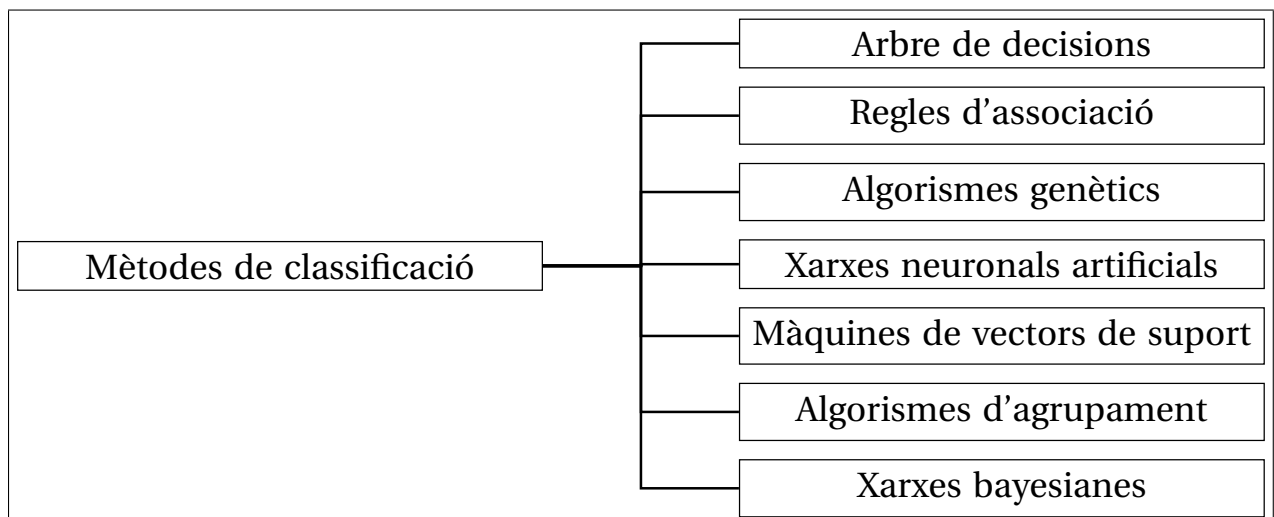 Arbre de decisions
Regles d’associació
Algorismes genètics
Mètodes de classificació
Xarxes neuronals artificials
Màquines de vectors de suport
Algorismes d’agrupament
Xarxes bayesianes